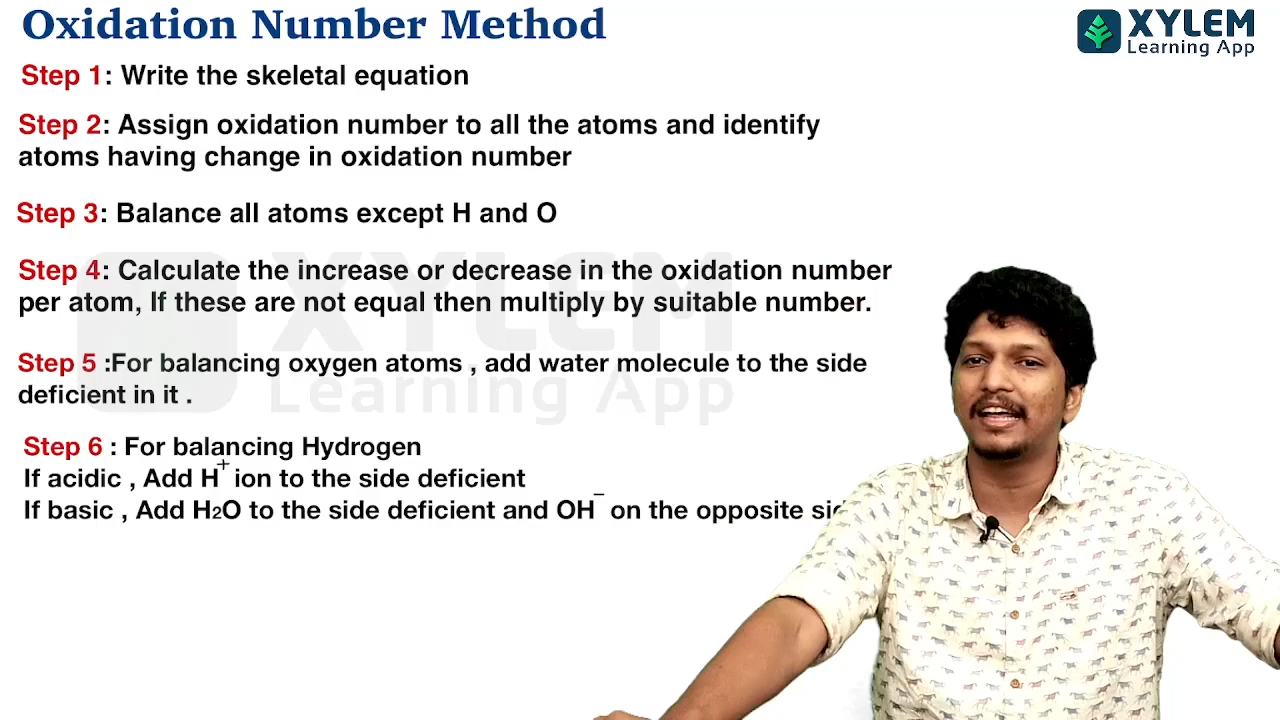 Oxidation Number Method
XYLEM
Learning App
Step 1: Write the skeletal equation
Step 2: Assign oxidation number to all the atoms and identify
atoms having change in oxidation number
Step 3: Balance all atoms except H and O
Step 4: Calculate the increase or decrease in the oxidation number
per atom, If these are not equal then multiply by suitable number.
XYLEM
Learning App
Step 5 :For balancing oxygen atoms , add water molecule to the side
deficient in it .
Step 6 : For balancing Hydrogen
If acidic , Add H⁺ ion to the side deficient
If basic , Add H₂O to the side deficient and OH⁻ on the opposite